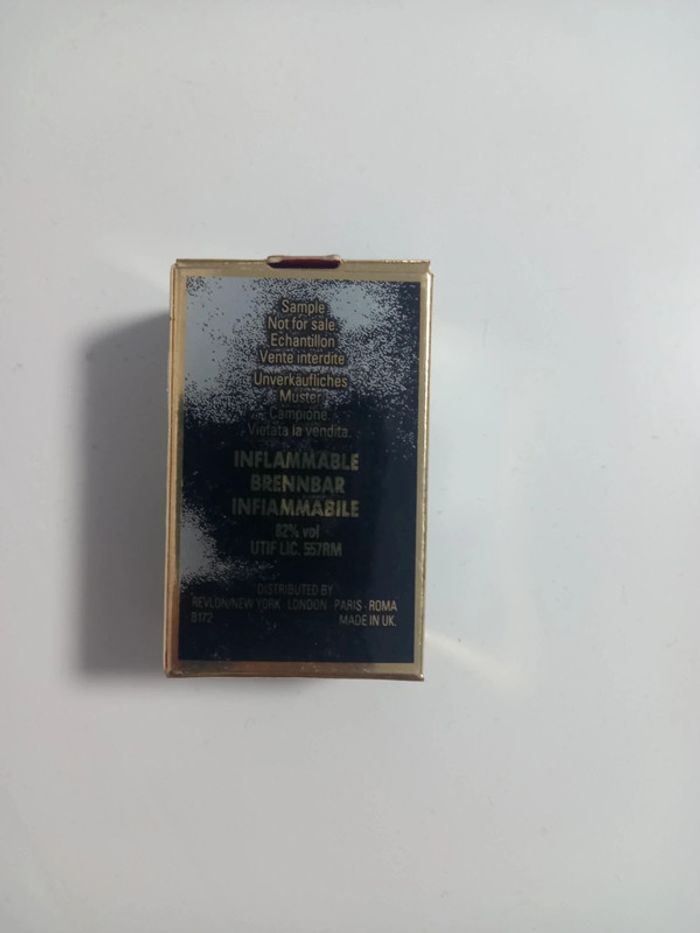 Sample
Not for sale.
Echantillon
Vente interdite
Unverkäufliches
Muster
Campione.
Vietata la vendita.
INFLAMMABLE
BRENNBAR
INFIAMMABILE
82% vol
UTIF LIC. 557RM
DISTRIBUTED BY
REVLON/NEW YORK · LONDON · PARIS · ROMA
8172 MADE IN UK.